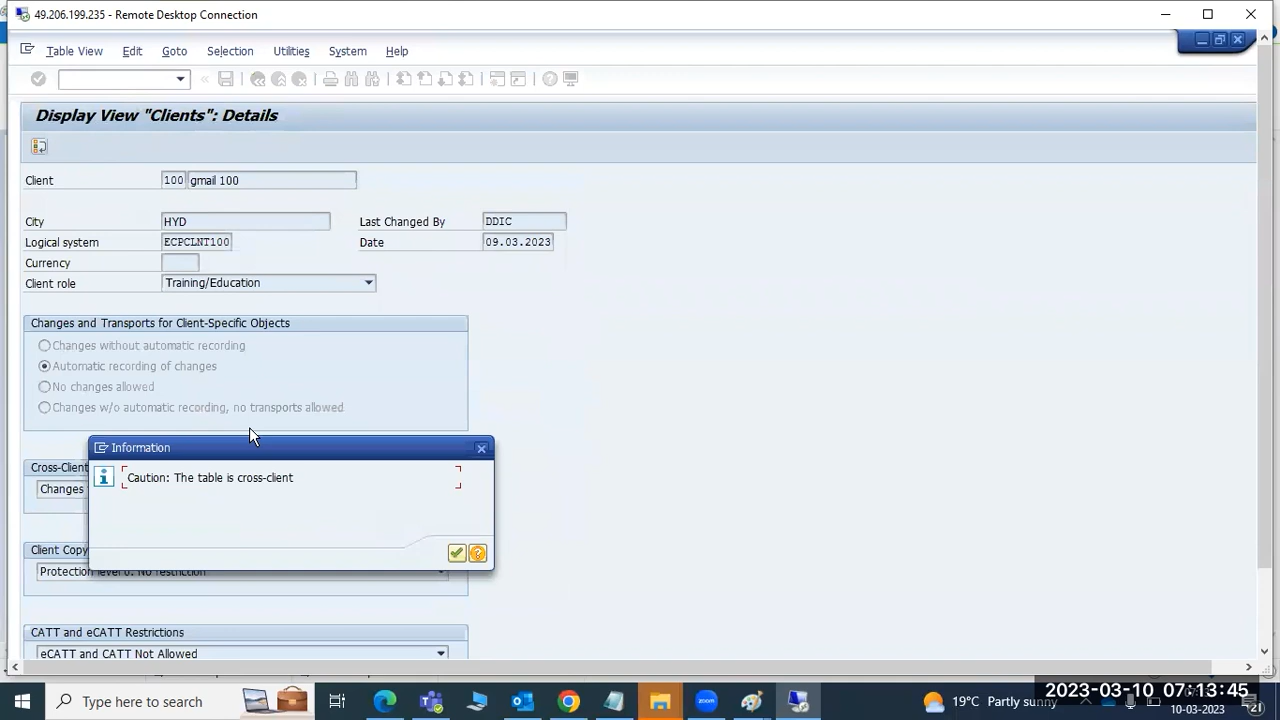 49.206.199.235 - Remote Desktop Connection
Table View Edit Goto Selection Utilities System Help
Display View "Clients": Details
Client 100 gmail 100
City HYD Last Changed By DDIC
Logical system ECPCLNT100 Date 09.03.2023
Currency
Client role Training/Education
Changes and Transports for Client-Specific Objects
Changes without automatic recording
Automatic recording of changes
No changes allowed
Changes w/o automatic recording, no transports allowed
Information
Cross-Client
Caution: The table is cross-client
Changes
Client Copy
Protection level 0: No restriction
CATT and eCATT Restrictions
eCATT and CATT Not Allowed
Type here to search
zoom
19°C Partly sunny
2023-03-10 07:13:45
10-03-2023
21